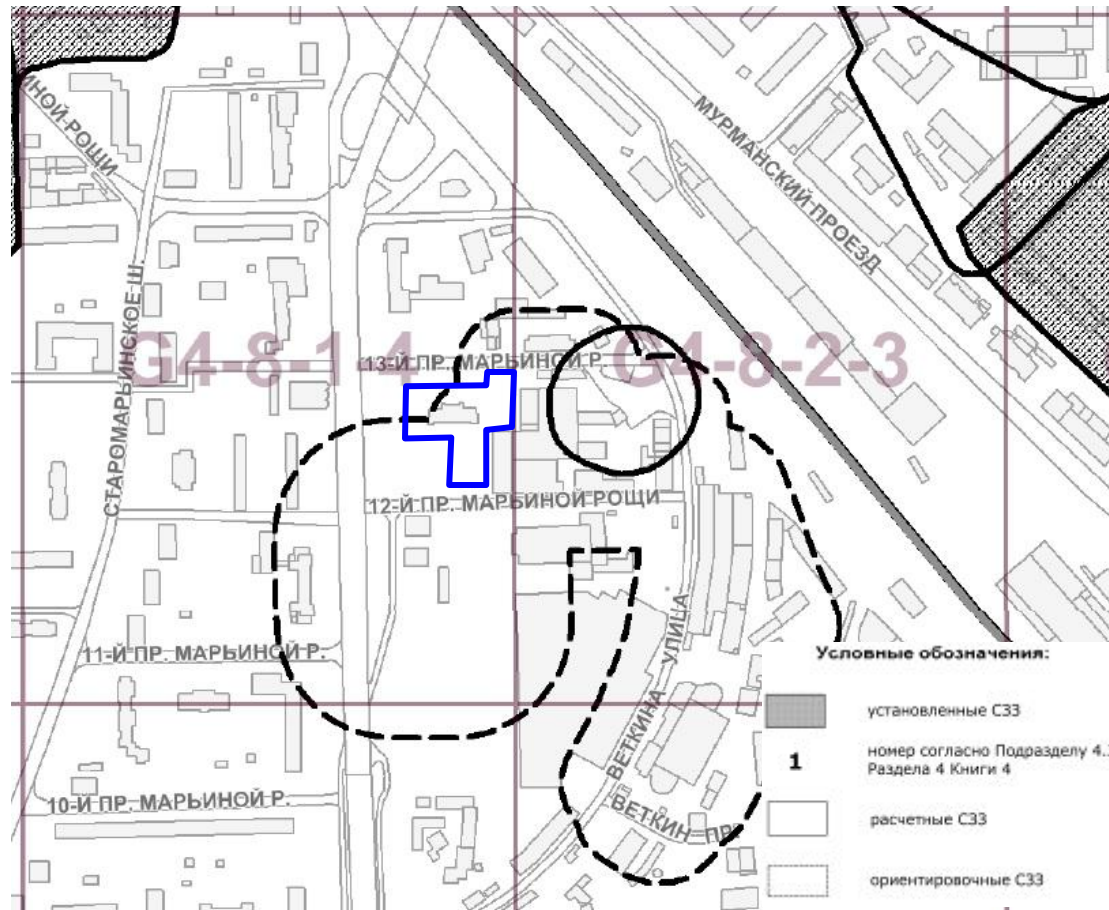 ИНОЙ РОЩИ
МУРМАНСКИЙ ПРОЕЗД
СТАРОМАРЬИНСКОЕ Ш.
G4-8-1-4
G4-8-2-3
13-Й ПР. МАРЬИНОЙ Р.
12-Й ПР. МАРЬИНОЙ РОЩИ
11-Й ПР. МАРЬИНОЙ Р.
10-Й ПР. МАРЬИНОЙ Р.
ВЕТКИНА УЛИЦА
ВЕТКИН ПР.
Условные обозначения:
установленные СЗЗ
1
номер согласно Подразделу 4.
Раздела 4 Книги 4
расчетные СЗЗ
ориентировочные СЗЗ